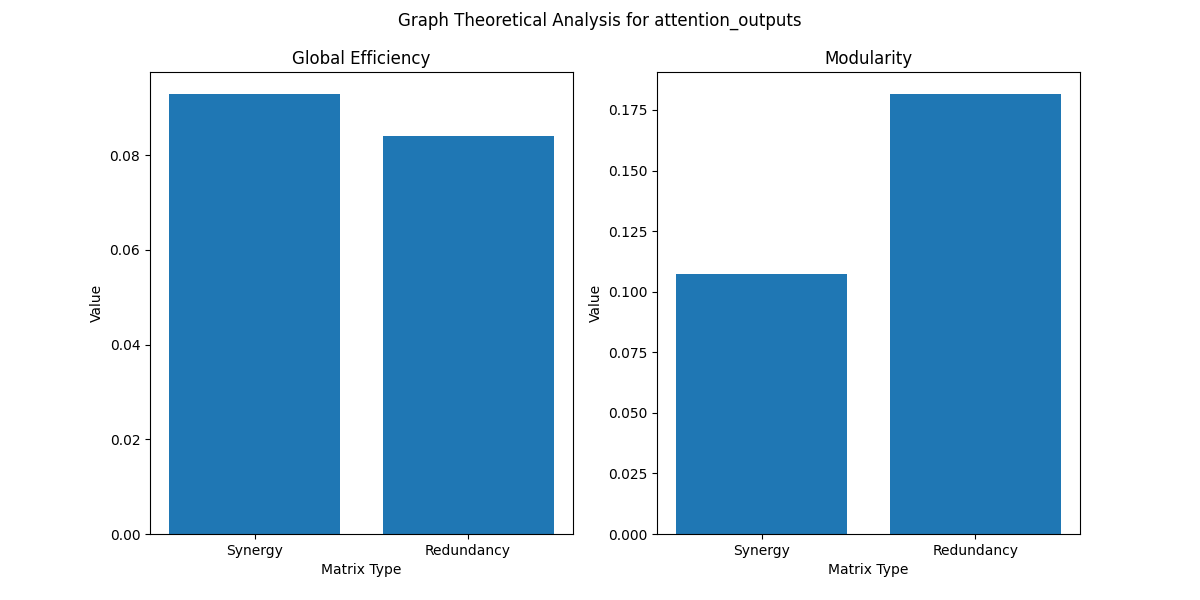 Graph Theoretical Analysis for attention_outputs
Global Efficiency
Value
0.08
0.06
0.04
0.02
0.00
Synergy
Redundancy
Matrix Type
Modularity
Value
0.175
0.150
0.125
0.100
0.075
0.050
0.025
0.000
Synergy
Redundancy
Matrix Type